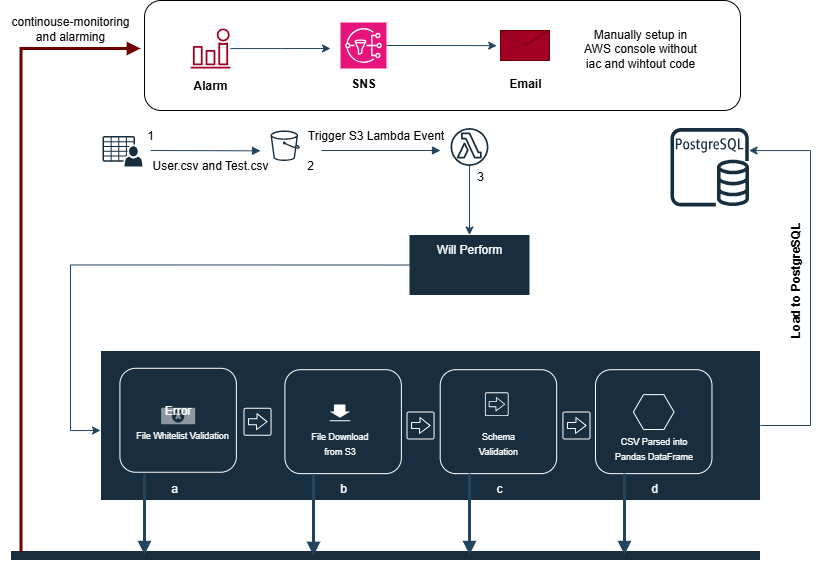 continouse-monitoring
and alarming
Alarm
SNS
Email
Manually setup in
AWS console without
iac and wihtout code
1
User.csv and Test.csv
2
Trigger S3 Lambda Event
3
PostgreSQL
Will Perform
Load to PostgreSQL
Error
File Whitelist Validation
File Download
from S3
Schema
Validation
CSV Parsed into
Pandas DataFrame
a
b
c
d